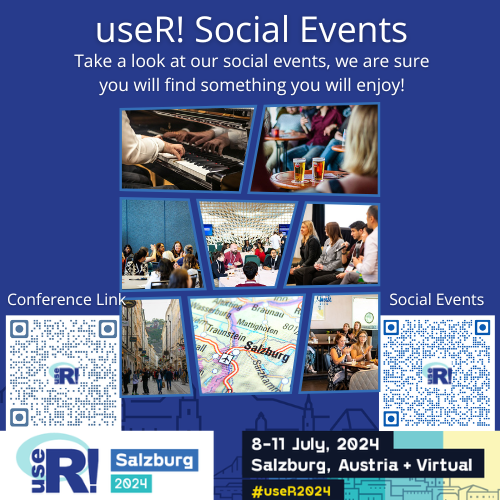 useR! Social Events
Take a look at our social events, we are sure
you will find something you will enjoy!
Braunau
Mattighofen
Traunstein
Salzburg
Conference Link
Social Events
useR!
Salzburg
2024
8-11 July, 2024
Salzburg, Austria + Virtual
#useR2024